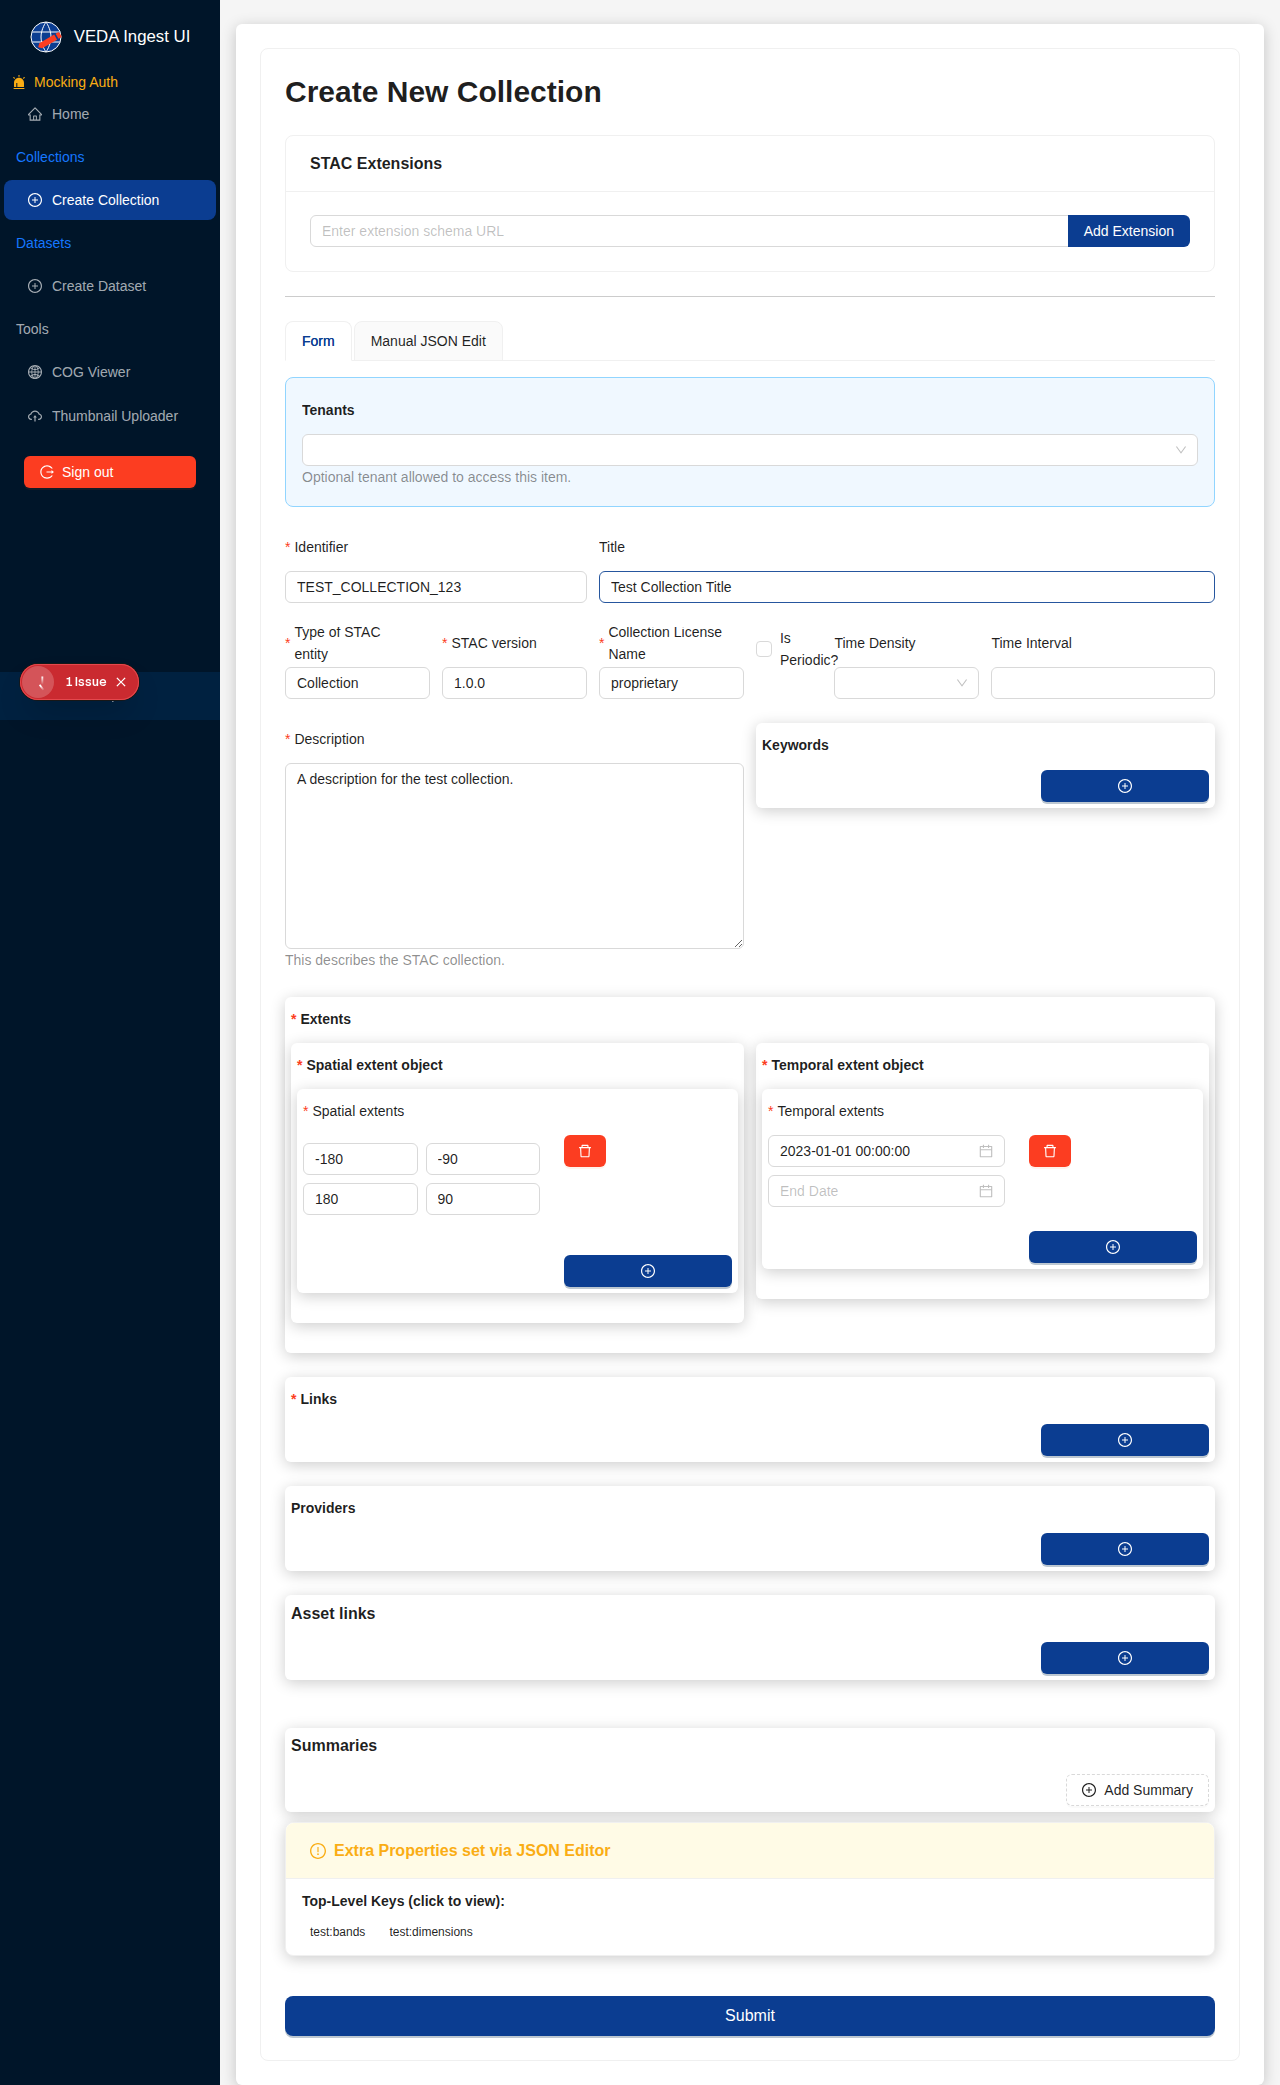 VEDA Ingest UI
Mocking Auth
Home
Collections
Create Collection
Datasets
Create Dataset
Tools
COG Viewer
Thumbnail Uploader
Sign out
1 Issue
Create New Collection
STAC Extensions
Enter extension schema URL
Add Extension
Form
Manual JSON Edit
Tenants
Optional tenant allowed to access this item.
* Identifier
Title
TEST_COLLECTION_123
Test Collection Title
* Type of STAC
entity
* STAC version
* Collection License
Name
Is
Periodic?
Time Density
Time Interval
Collection
1.0.0
proprietary
* Description
A description for the test collection.
This describes the STAC collection.
Keywords
* Extents
* Spatial extent object
* Spatial extents
-180
-90
180
90
* Temporal extent object
* Temporal extents
2023-01-01 00:00:00
End Date
* Links
Providers
Asset links
Summaries
Add Summary
Extra Properties set via JSON Editor
Top-Level Keys (click to view):
test:bands
test:dimensions
Submit